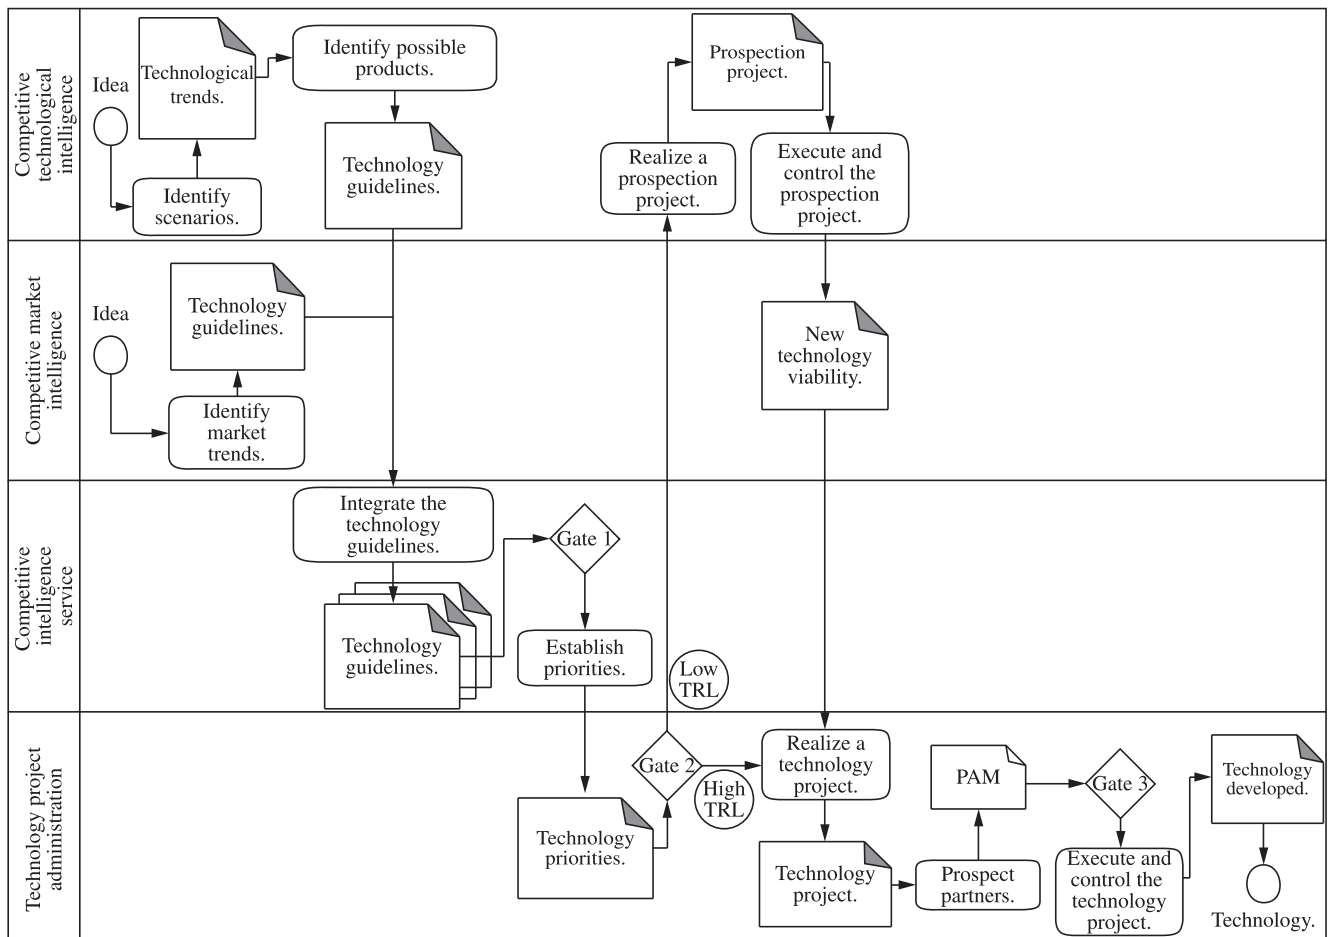 Competitive
technological
intelligence
Idea
Technological
trends.
Identify
scenarios.
Identify possible
products.
Technology
guidelines.
Realize a
prospection
project.
Prospection
project.
Execute and
control the
prospection
project.
Competitive market
intelligence
Idea
Technology
guidelines.
Identify
market
trends.
New
technology
viability.
Competitive
intelligence
service
Integrate the
technology
guidelines.
Technology
guidelines.
Gate 1
Establish
priorities.
Low
TRL
Technology project
administration
Technology
priorities.
Gate 2
High
TRL
Realize a
technology
project.
Technology
project.
Prospect
partners.
PAM
Gate 3
Execute and
control the
technology
project.
Technology
developed.
Technology.